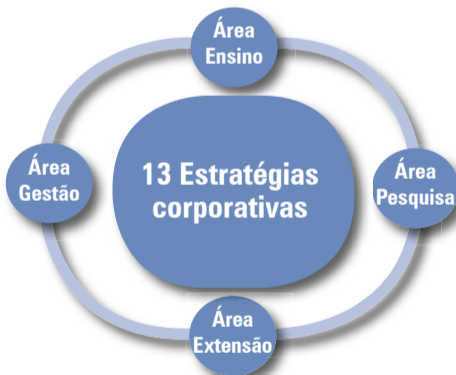 Área
Ensino
Área
Gestão
13 Estratégias
corporativas
Área
Pesquisa
Área
Extensão